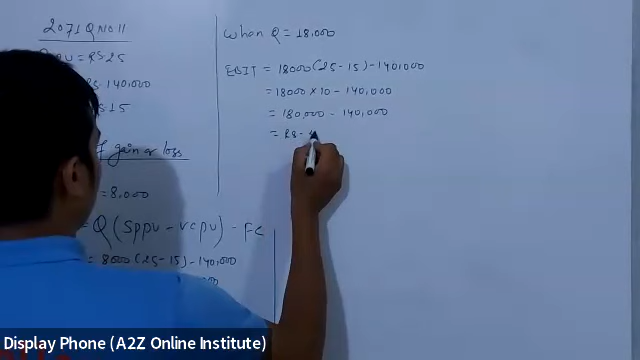 2071 Q NO 11
PU = RS 25
RS. 140,000
RS 15
gain or loss
= 8,000
= Q (SPPU - VCPU) - FC
= 8000 (25 - 15) - 140,000
When Q = 18,000
EBIT = 18000 (25 - 15) - 140,000
= 18000 × 10 - 140,000
= 180,000 - 140,000
= RS.
Display Phone (A2Z Online Institute)